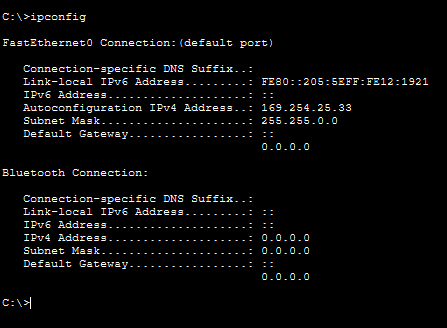 C:\>ipconfig
FastEthernet0 Connection:(default port)
Connection-specific DNS Suffix..:
Link-local IPv6 Address.........: FE80::205:5EFF:FE12:1921
IPv6 Address....................: ::
Autoconfiguration IPv4 Address..: 169.254.25.33
Subnet Mask.....................: 255.255.0.0
Default Gateway.................: ::
0.0.0.0
Bluetooth Connection:
Connection-specific DNS Suffix..:
Link-local IPv6 Address.........: ::
IPv6 Address....................: ::
IPv4 Address....................: 0.0.0.0
Subnet Mask.....................: 0.0.0.0
Default Gateway.................: ::
0.0.0.0
C:\>